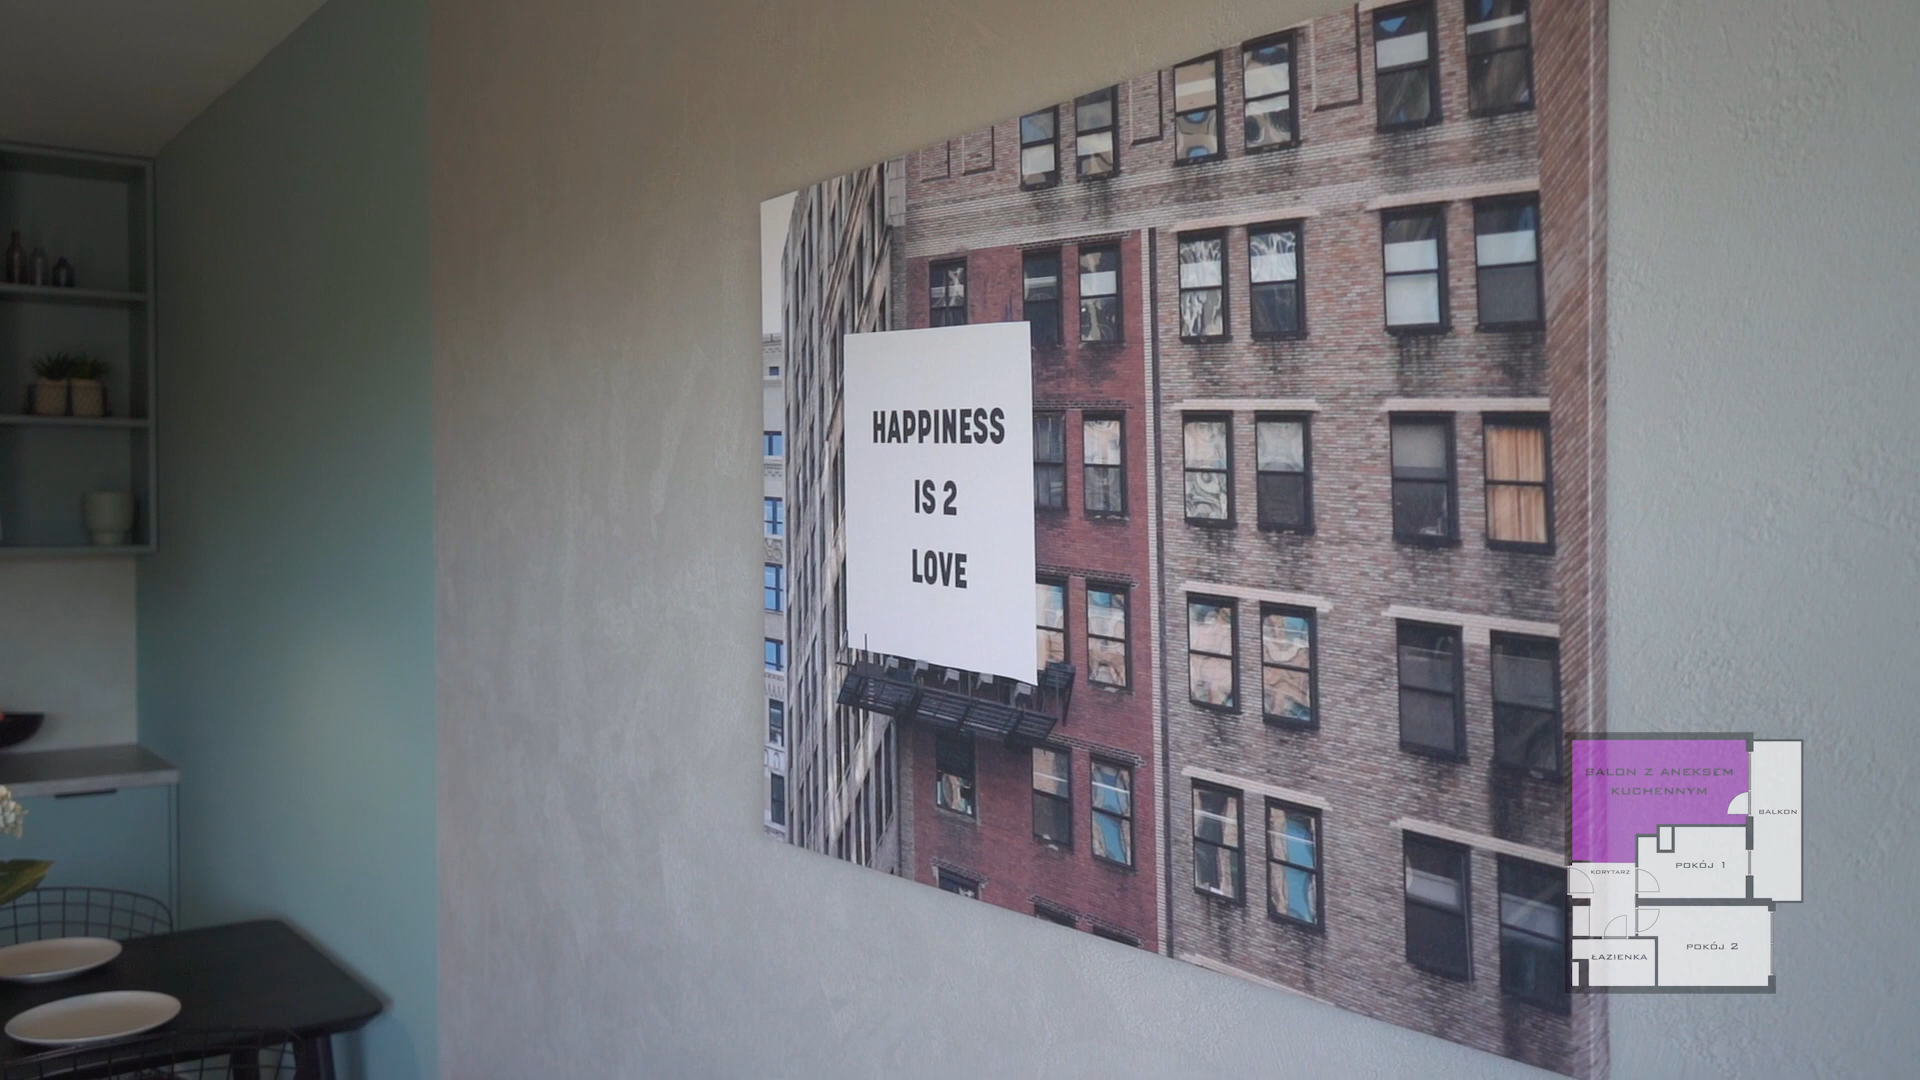 HAPPINESS
IS 2
LOVE
SALON Z ANEKSEM
KUCHENNYM
BALKON
POKÓJ 1
KORYTARZ
POKÓJ 2
ŁAZIENKA